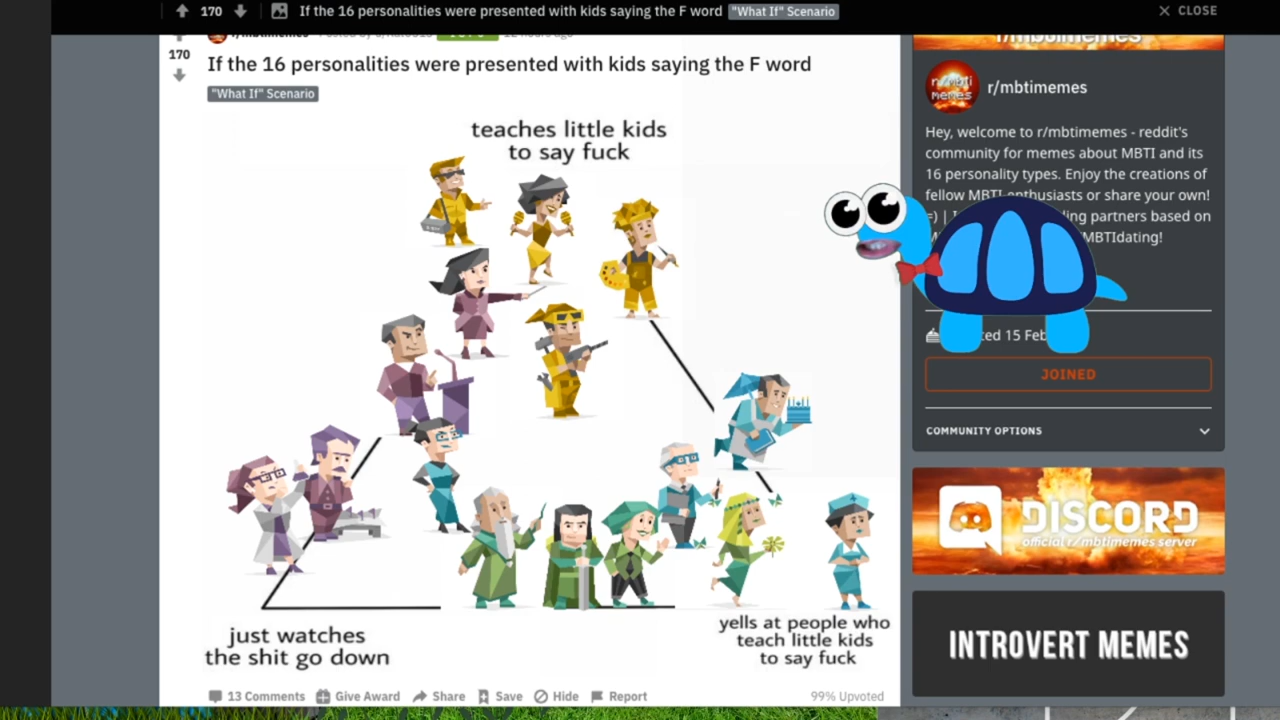 170
If the 16 personalities were presented with kids saying the F word "What If" Scenario
CLOSE
r/mbtimemes
170
If the 16 personalities were presented with kids saying the F word
"What If" Scenario
teaches little kids
to say fuck
just watches
the shit go down
yells at people who
teach little kids
to say fuck
13 Comments Give Award Share Save Hide Report 99% Upvoted
r/mbti
memes
r/mbtimemes
Hey, welcome to r/mbtimemes - reddit's
community for memes about MBTI and its
16 personality types. Enjoy the creations of
fellow MBTI enthusiasts or share your own!
partners based on
MBTIdating!
15 Feb
JOINED
COMMUNITY OPTIONS
DISCORD
official r/mbtimemes server
INTROVERT MEMES